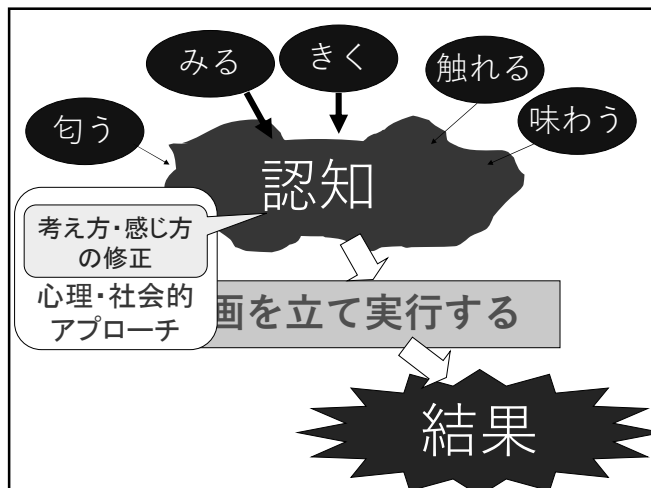 みる
きく
触れる
匂う
味わう
認知
考え方・感じ方
の修正
心理・社会的
アプローチ
画を立て実行する
結果